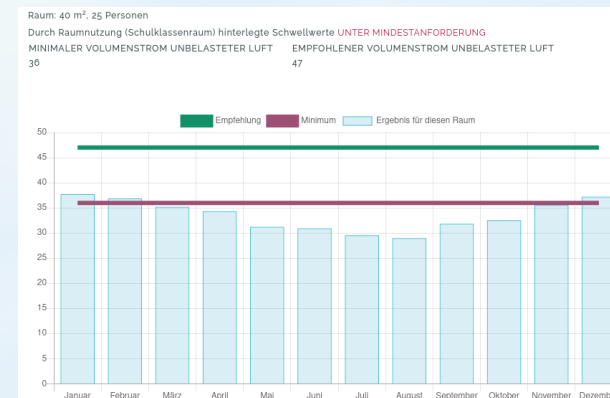 Raum: 40 m², 25 Personen
Durch Raumnutzung (Schulklassenraum) hinterlegte Schwellwerte UNTER MINDESTANFORDERUNG
MINIMALER VOLUMENSTROM UNBELASTETER LUFT EMPFOHLENER VOLUMENSTROM UNBELASTETER LUFT
36 47
Empfehlung Minimum Ergebnis für diesen Raum
50
45
40
35
30
25
20
15
10
5
0
Januar Februar März April Mai Juni Juli August September Oktober November Dezemb